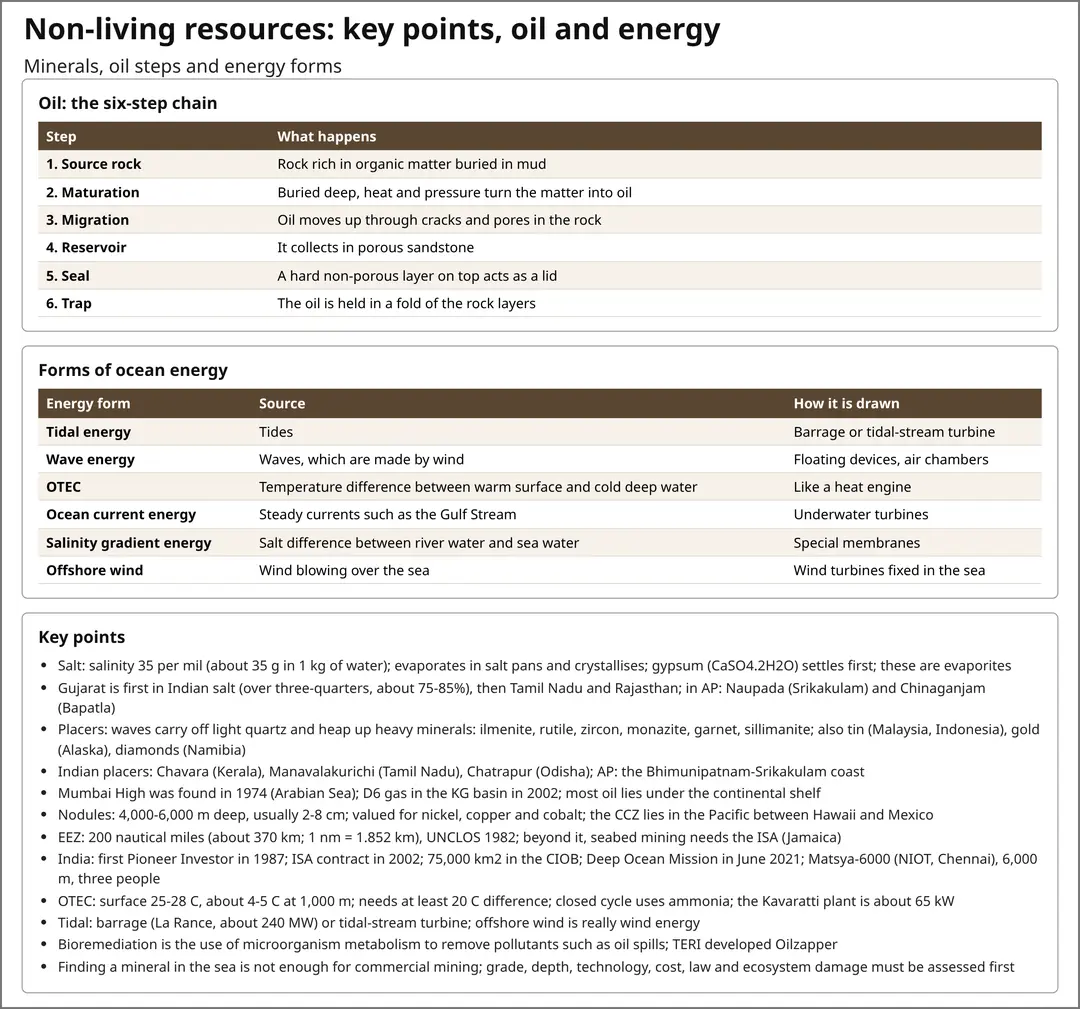 Non-living resources: key points, oil and energy
Minerals, oil steps and energy forms
Oil: the six-step chain
Step What happens
1. Source rock Rock rich in organic matter buried in mud
2. Maturation Buried deep, heat and pressure turn the matter into oil
3. Migration Oil moves up through cracks and pores in the rock
4. Reservoir It collects in porous sandstone
5. Seal A hard non-porous layer on top acts as a lid
6. Trap The oil is held in a fold of the rock layers
Forms of ocean energy
Energy form Source How it is drawn
Tidal energy Tides Barrage or tidal-stream turbine
Wave energy Waves, which are made by wind Floating devices, air chambers
OTEC Temperature difference between warm surface and cold deep water Like a heat engine
Ocean current energy Steady currents such as the Gulf Stream Underwater turbines
Salinity gradient energy Salt difference between river water and sea water Special membranes
Offshore wind Wind blowing over the sea Wind turbines fixed in the sea
Key points
• Salt: salinity 35 per mil (about 35 g in 1 kg of water); evaporates in salt pans and crystallises; gypsum (CaSO4.2H2O) settles first; these are evaporites
• Gujarat is first in Indian salt (over three-quarters, about 75-85%), then Tamil Nadu and Rajasthan; in AP: Naupada (Srikakulam) and Chinaganjam
(Bapatla)
• Placers: waves carry off light quartz and heap up heavy minerals: ilmenite, rutile, zircon, monazite, garnet, sillimanite; also tin (Malaysia, Indonesia), gold
(Alaska), diamonds (Namibia)
• Indian placers: Chavara (Kerala), Manavalakurichi (Tamil Nadu), Chatrapur (Odisha); AP: the Bhimunipatnam-Srikakulam coast
• Mumbai High was found in 1974 (Arabian Sea); D6 gas in the KG basin in 2002; most oil lies under the continental shelf
• Nodules: 4,000-6,000 m deep, usually 2-8 cm; valued for nickel, copper and cobalt; the CCZ lies in the Pacific between Hawaii and Mexico
• EEZ: 200 nautical miles (about 370 km; 1 nm = 1.852 km), UNCLOS 1982; beyond it, seabed mining needs the ISA (Jamaica)
• India: first Pioneer Investor in 1987; ISA contract in 2002; 75,000 km2 in the CIOB; Deep Ocean Mission in June 2021; Matsya-6000 (NIOT, Chennai), 6,000
m, three people
• OTEC: surface 25-28 C, about 4-5 C at 1,000 m; needs at least 20 C difference; closed cycle uses ammonia; the Kavaratti plant is about 65 kW
• Tidal: barrage (La Rance, about 240 MW) or tidal-stream turbine; offshore wind is really wind energy
• Bioremediation is the use of microorganism metabolism to remove pollutants such as oil spills; TERI developed Oilzapper
• Finding a mineral in the sea is not enough for commercial mining; grade, depth, technology, cost, law and ecosystem damage must be assessed first